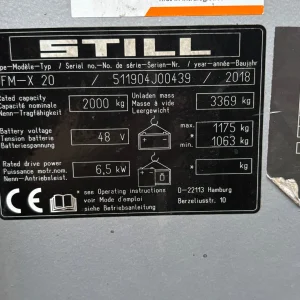 STILL
pe-Modèle-Typ / Serial no.-No. de série-Serien-Nr. / year-année-Baujahr
FM-X 20 / 511904J00439 / 2018
Rated capacity
Capacité nominale
Nenn-Tragfähigkeit
2000 kg
Unladen mass
Masse à vide
Leergewicht
3369 kg
Battery voltage
Tension batterie
Batteriespannung
48 V
max. 1175 kg
min. 1063 kg
Rated drive power
Puissance mot. nom.
Nenn-Antriebsleist.
6,5 kW
* kg
* see Operating instructions
voir Mode d'emploi
siehe Betriebsanleitung
D-22113 Hamburg
Berzeliusstr. 10